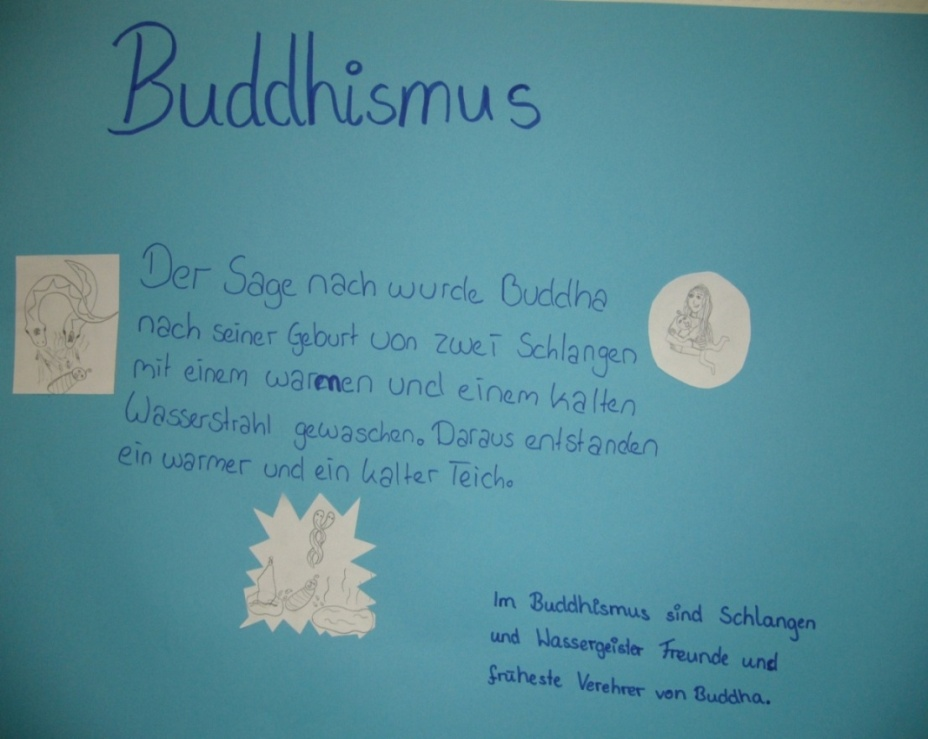 Buddhismus
Der Sage nach wurde Buddha
nach seiner Geburt von zwei Schlangen
mit einem warmen und einem kalten
Wasserstrahl gewaschen. Daraus entstanden
ein warmer und ein kalter Teich.
Im Buddhismus sind Schlangen
und Wassergeister Freunde und
früheste Verehrer von Buddha.